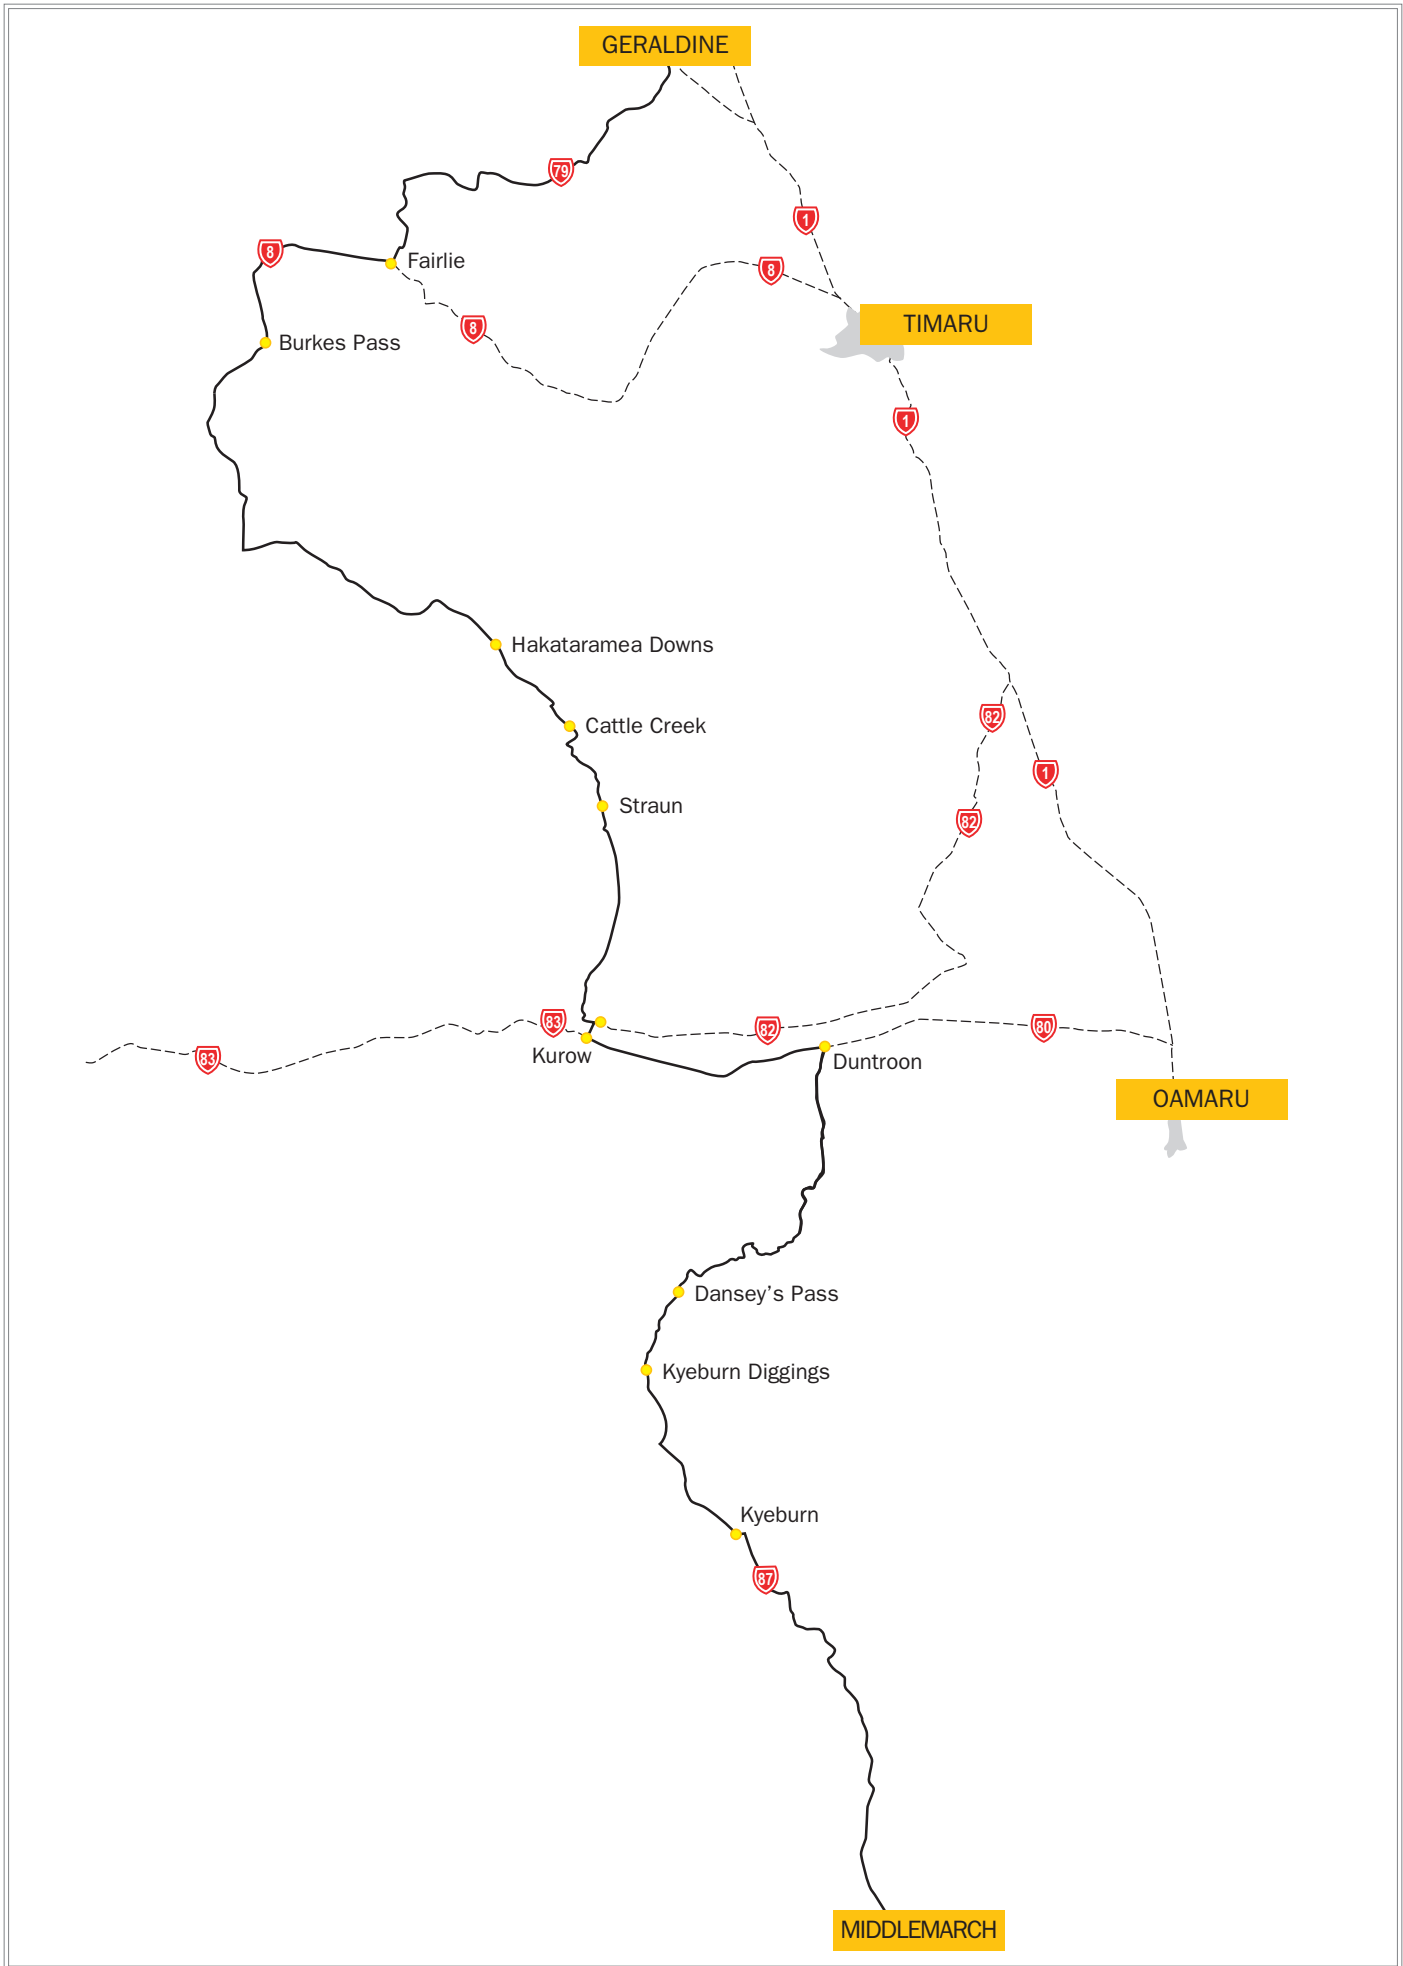 GERALDINE
79
1
8
Fairlie
8
TIMARU
8
Burkes Pass
1
Hakataramea Downs
82
Cattle Creek
1
Straun
82
83
82
80
Kurow
83
Duntroon
OAMARU
Dansey's Pass
Kyeburn Diggings
Kyeburn
87
MIDDLEMARCH